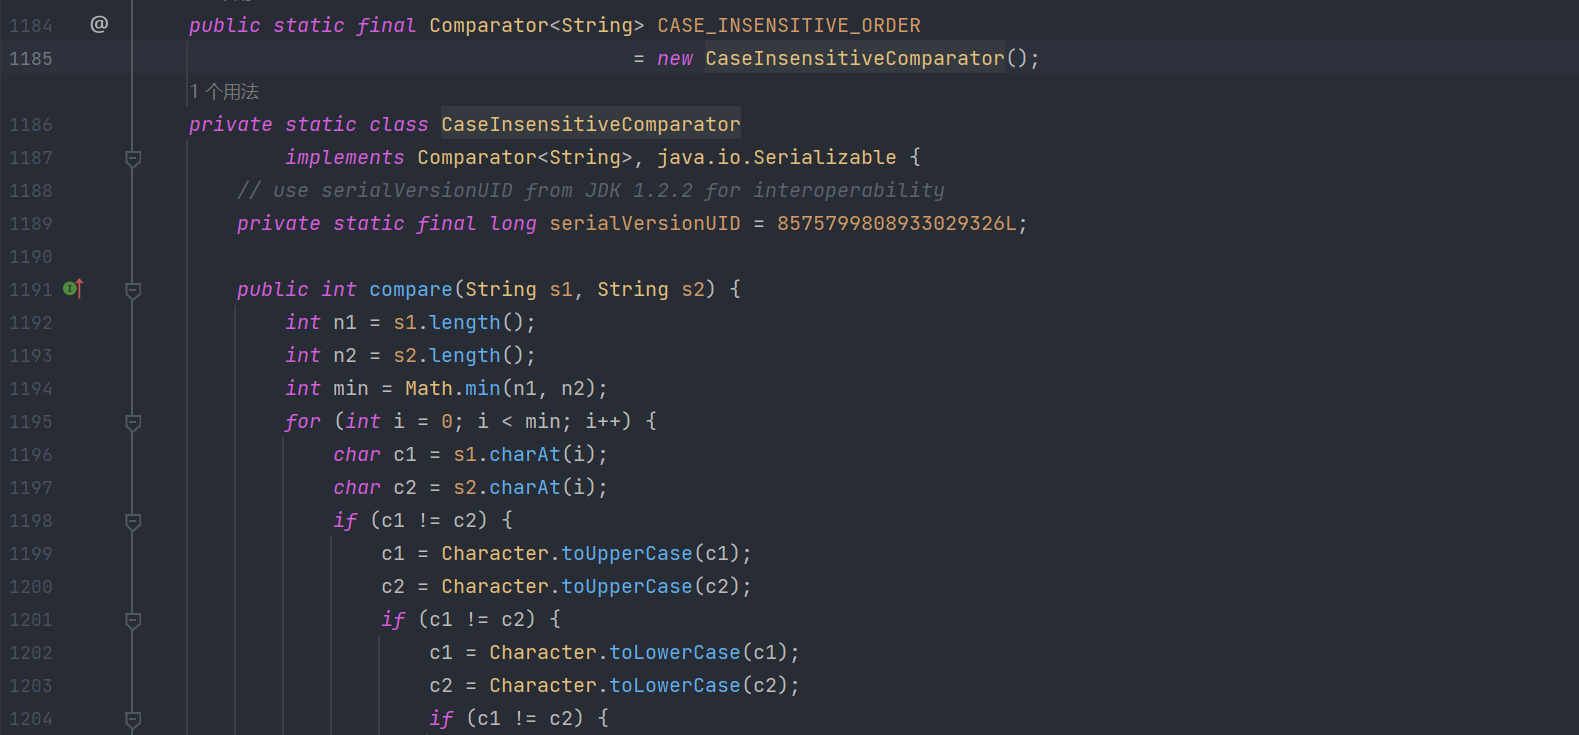 1184 @ public static final Comparator<String> CASE_INSENSITIVE_ORDER
1185 = new CaseInsensitiveComparator();
1 个用法
1186 private static class CaseInsensitiveComparator
1187 implements Comparator<String>, java.io.Serializable {
1188 // use serialVersionUID from JDK 1.2.2 for interoperability
1189 private static final long serialVersionUID = 8575799808933029326L;
1190
1191 public int compare(String s1, String s2) {
1192 int n1 = s1.length();
1193 int n2 = s2.length();
1194 int min = Math.min(n1, n2);
1195 for (int i = 0; i < min; i++) {
1196 char c1 = s1.charAt(i);
1197 char c2 = s2.charAt(i);
1198 if (c1 != c2) {
1199 c1 = Character.toUpperCase(c1);
1200 c2 = Character.toUpperCase(c2);
1201 if (c1 != c2) {
1202 c1 = Character.toLowerCase(c1);
1203 c2 = Character.toLowerCase(c2);
1204 if (c1 != c2) {